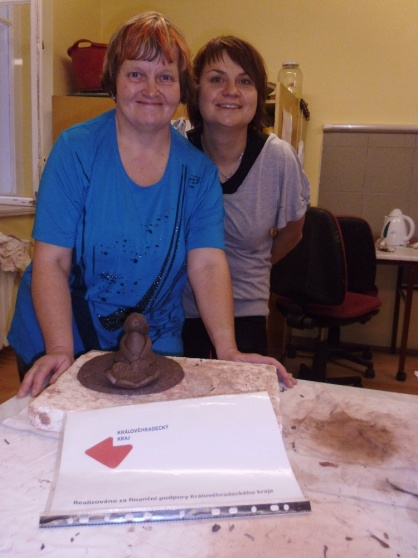 KRÁLOVÉHRADECKÝ
KRAJ
Realizováno za finanční podpory Královéhradeckého kraje